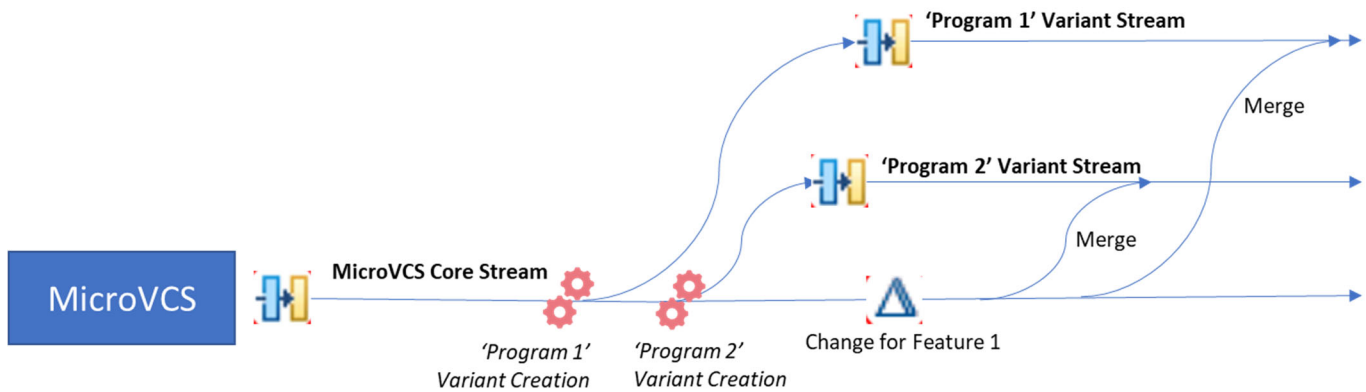 ‘Program 1’ Variant Stream
Merge
‘Program 2’ Variant Stream
Merge
MicroVCS
MicroVCS Core Stream
‘Program 1’
Variant Creation
‘Program 2’
Variant Creation
Change for Feature 1